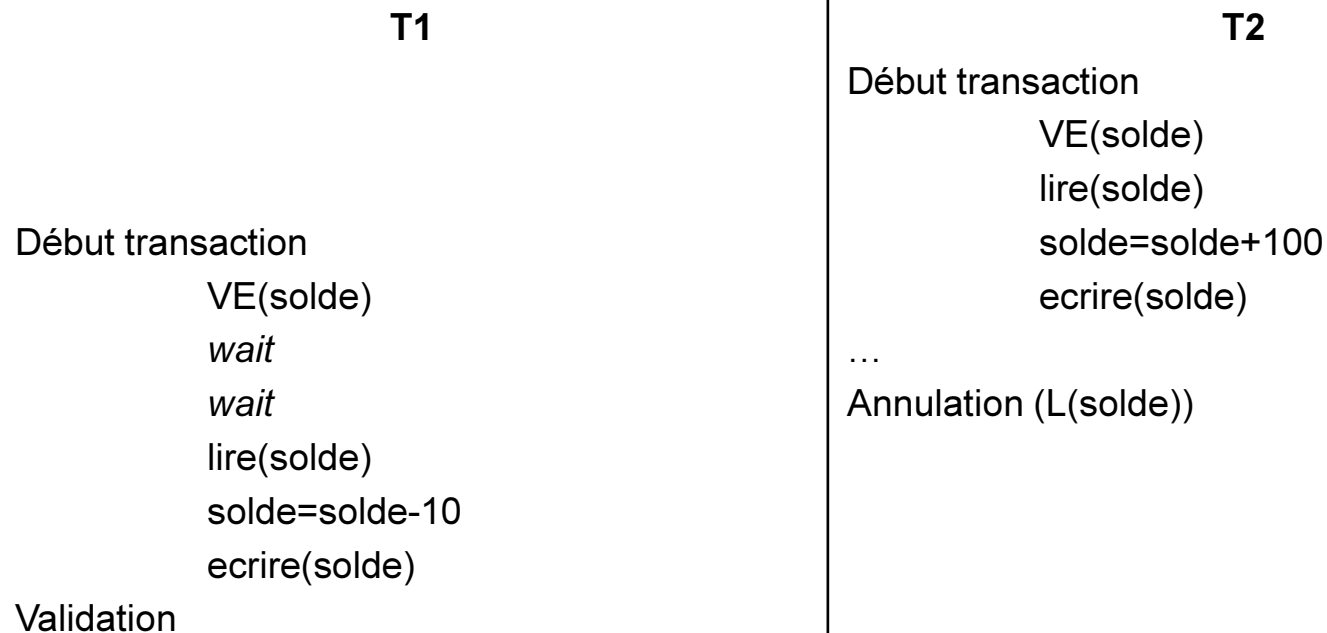 T1
Début transaction
VE(solde)
wait
wait
lire(solde)
solde=solde-10
ecrire(solde)
Validation
T2
Début transaction
VE(solde)
lire(solde)
solde=solde+100
ecrire(solde)
…
Annulation (L(solde))